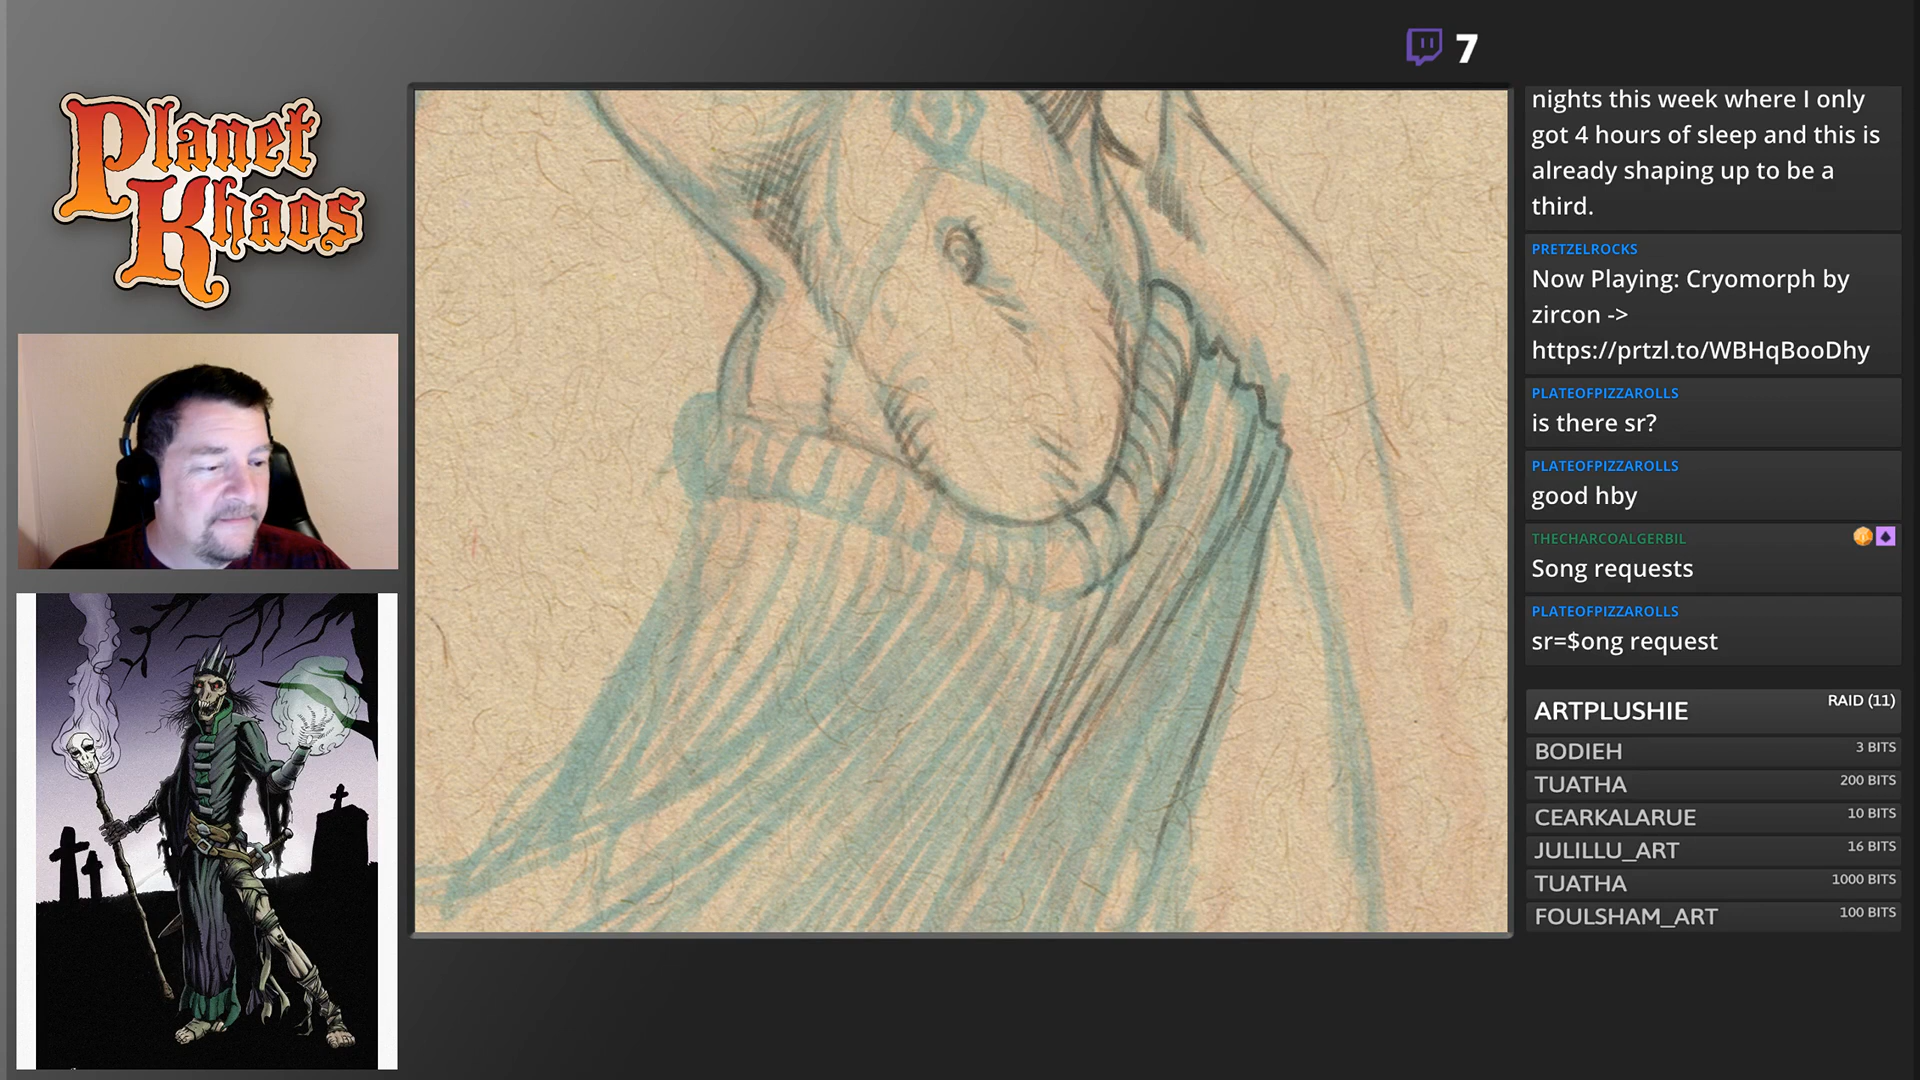 7
Planet
Khaos
nights this week where I only
got 4 hours of sleep and this is
already shaping up to be a
third.
PRETZELROCKS
Now Playing: Cryomorph by
zircon ->
https://prtzl.to/WBHqBooDhy
PLATEOFPIZZAROLLS
is there sr?
PLATEOFPIZZAROLLS
good hby
THECHARCOALGERBIL
Song requests
PLATEOFPIZZAROLLS
sr=$ong request
ARTPLUSHIE RAID (11)
BODIEH 3 BITS
TUATHA 200 BITS
CEARKALARUE 10 BITS
JULILLU_ART 16 BITS
TUATHA 1000 BITS
FOULSHAM_ART 100 BITS